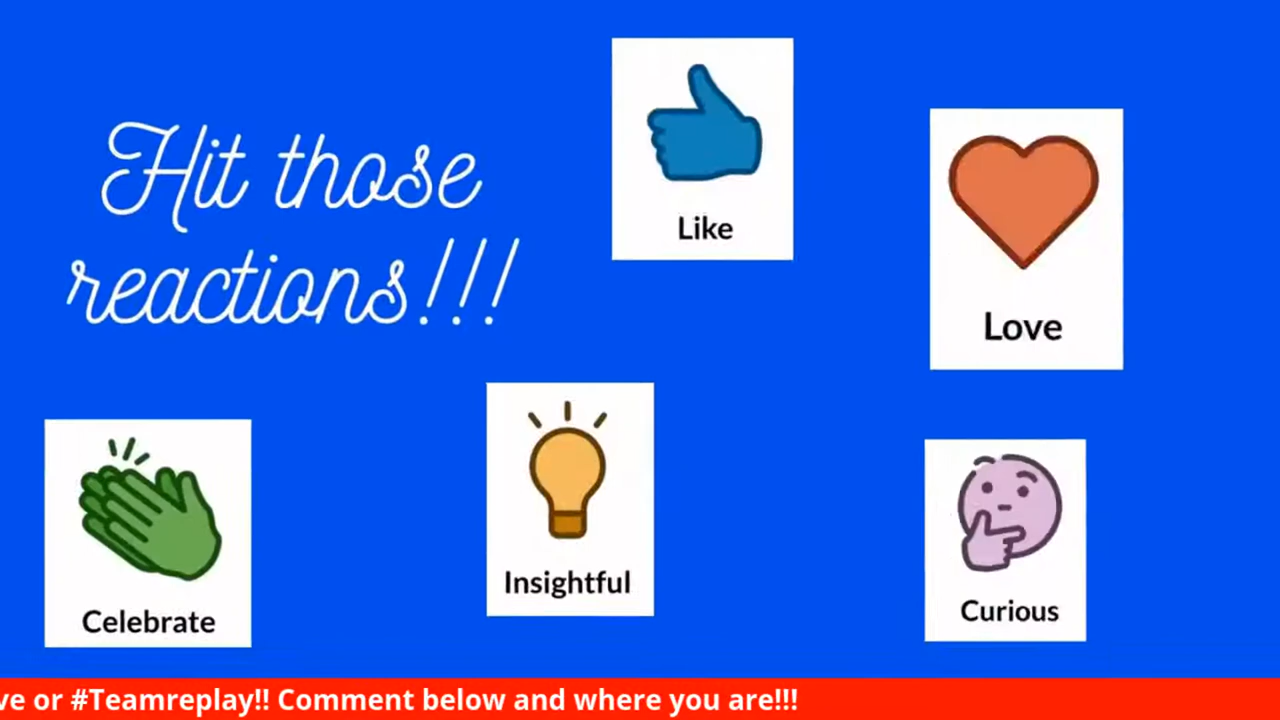 Hit those
reactions!!!
Like
Love
Celebrate
Insightful
Curious
ve or #Teamreplay!! Comment below and where you are!!!